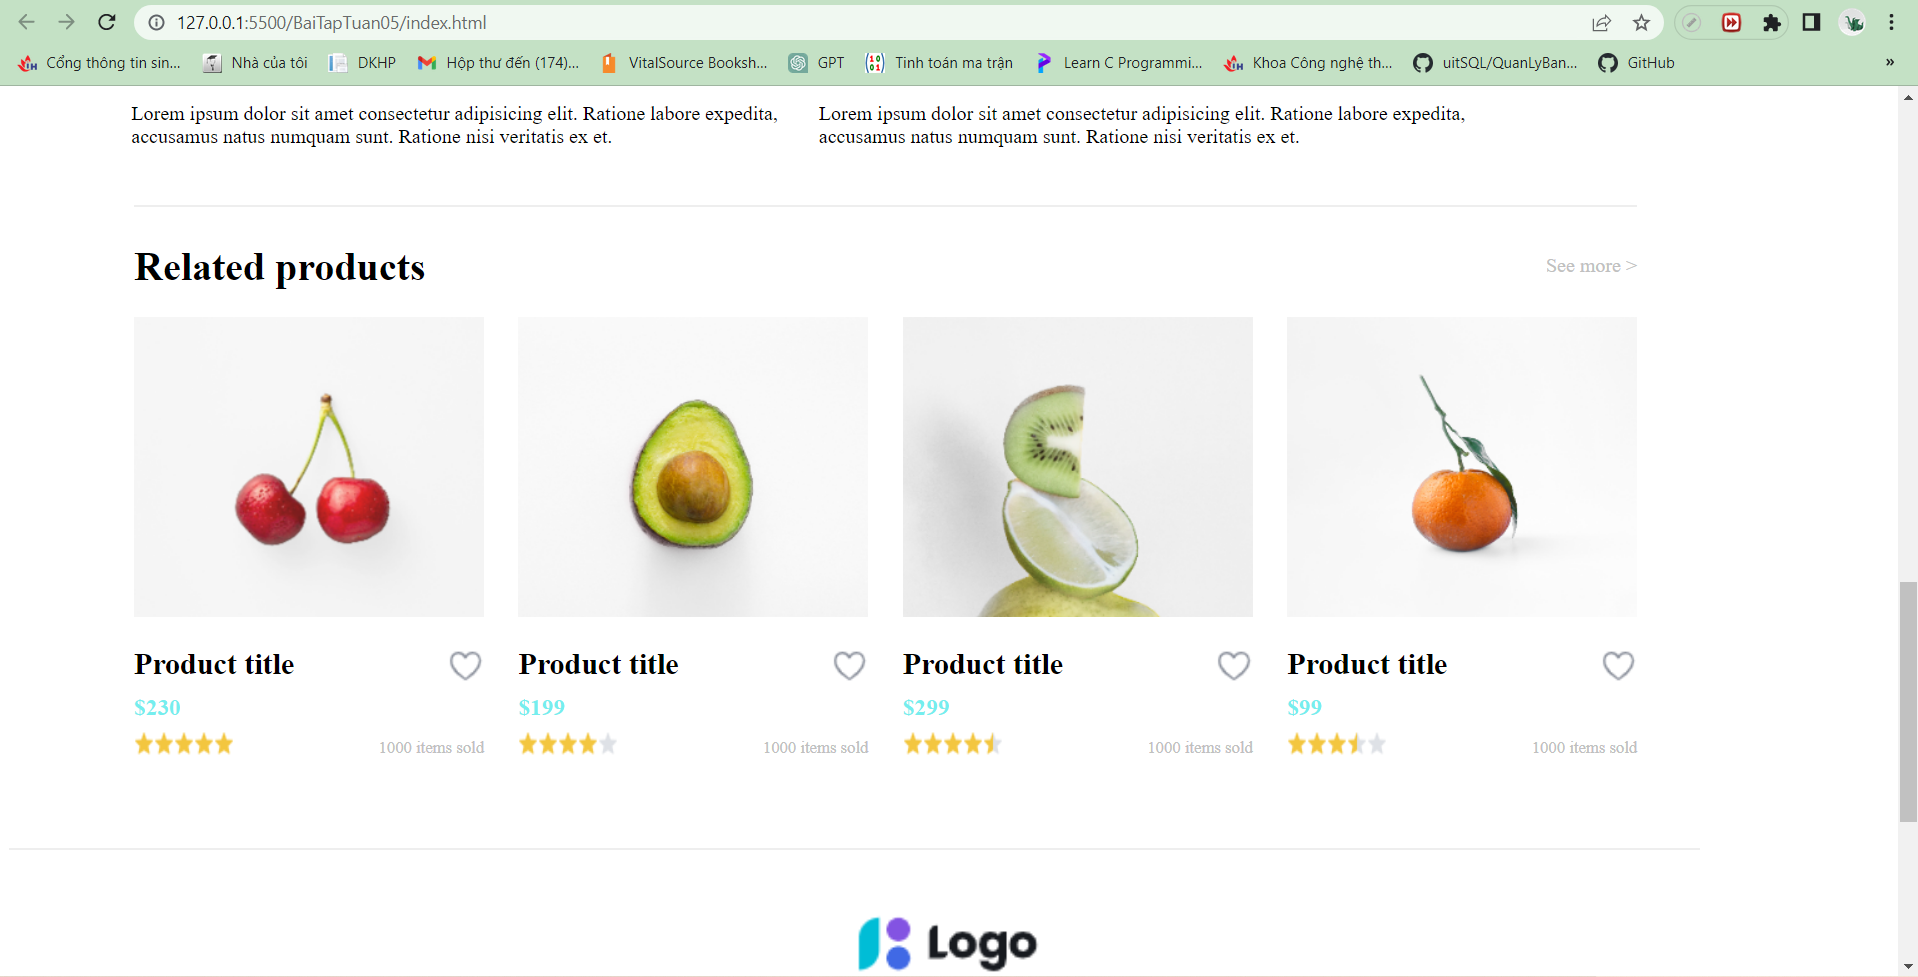 127.0.0.1:5500/BaiTapTuan05/index.html
Cổng thông tin sin... Nhà của tôi DKHP Hộp thư đến (174)... VitalSource Booksh... GPT Tinh toán ma trận Learn C Programmi... Khoa Công nghệ th... uitSQL/QuanLyBan... GitHub »
Lorem ipsum dolor sit amet consectetur adipisicing elit. Ratione labore expedita,
accusamus natus numquam sunt. Ratione nisi veritatis ex et.
Lorem ipsum dolor sit amet consectetur adipisicing elit. Ratione labore expedita,
accusamus natus numquam sunt. Ratione nisi veritatis ex et.
Related products
See more >
Product title
$230
1000 items sold
Product title
$199
1000 items sold
Product title
$299
1000 items sold
Product title
$99
1000 items sold
Logo